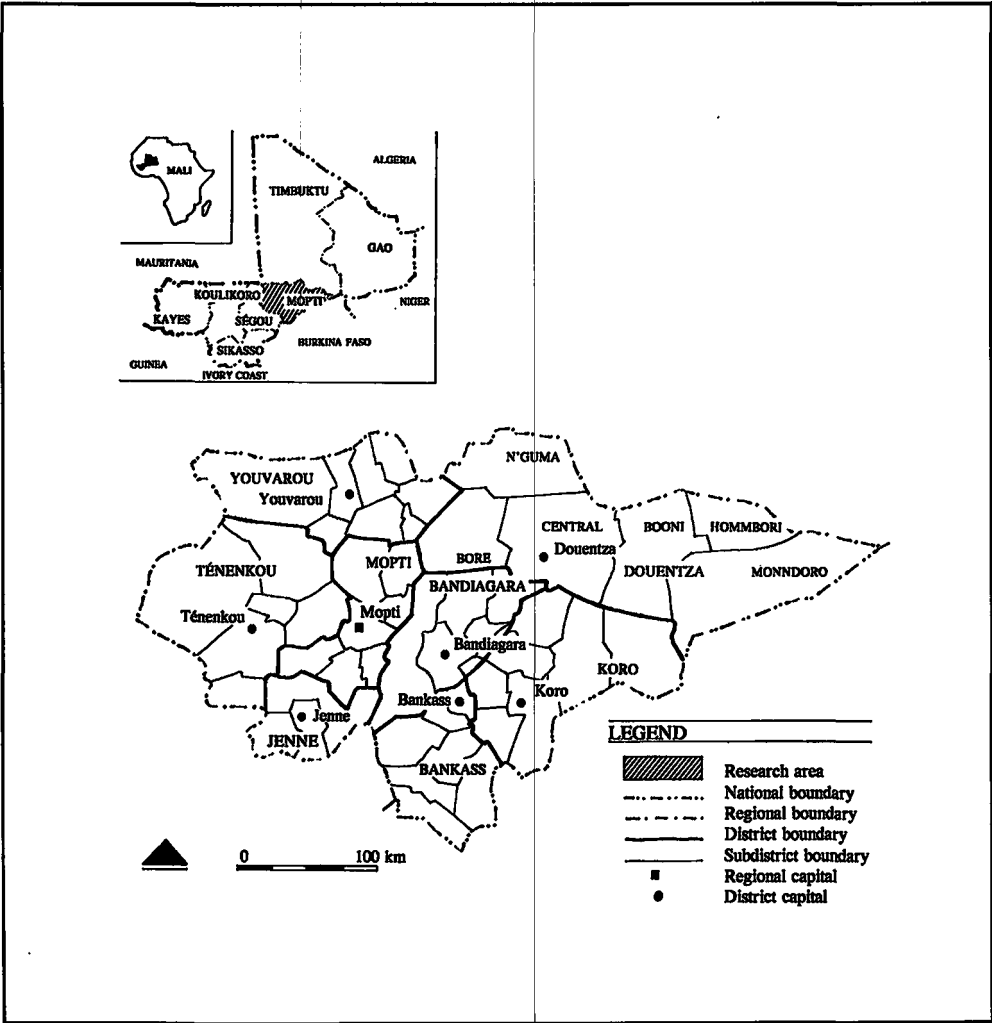 MALI
ALGERIA
TIMBUKTU
GAO
MAURITANIA
KOULIKORO
MOPTI
NIGER
KAYES
SÉGOU
BURKINA FASO
SIKASSO
GUINEA
IVORY COAST
N'GUMA
YOUVAROU
Youvarou
CENTRAL
BOONI
HOMMBORI
Douentza
MOPTI
BORE
TÉNENKOU
DOUENTZA
MONNDORO
BANDIAGARA
Ténenkou
Mopti
Bandiagara
KORO
Bankass
Koro
Jenne
JENNE
BANKASS
LEGEND
Research area
National boundary
Regional boundary
District boundary
Subdistrict boundary
Regional capital
District capital
0 100 km